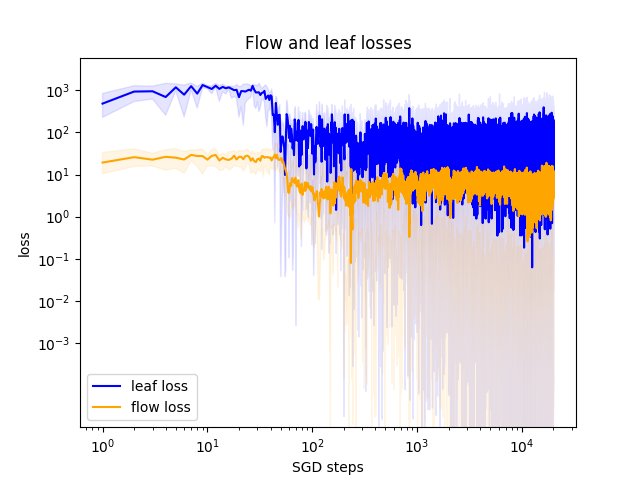 Flow and leaf losses
loss
10³
10²
10¹
10⁰
10⁻¹
10⁻²
10⁻³
leaf loss
flow loss
10⁰ 10¹ 10² 10³ 10⁴
SGD steps